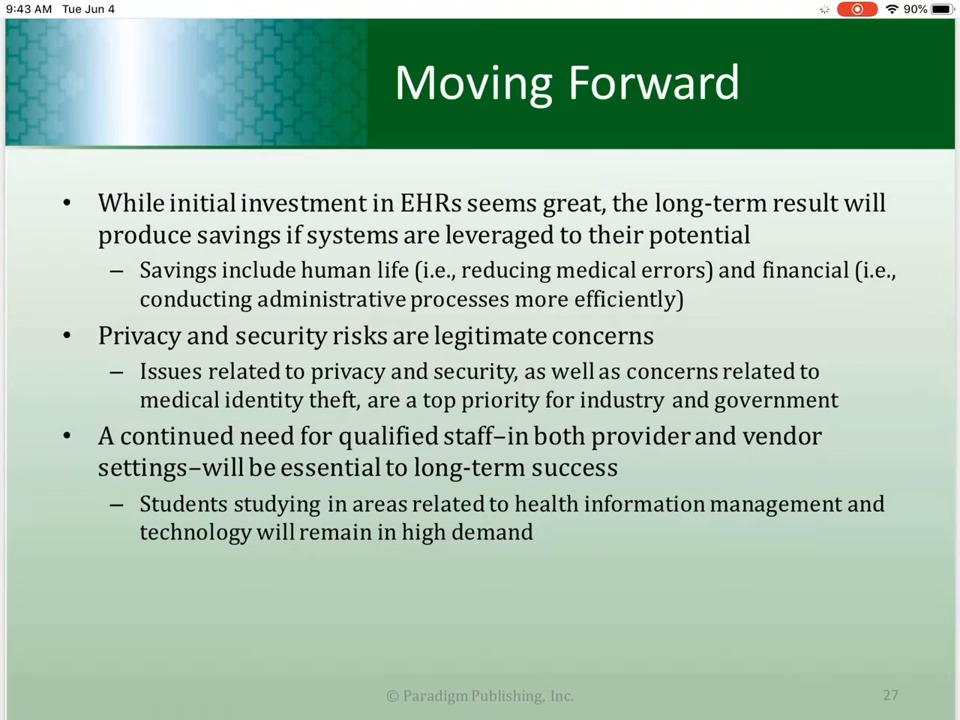 9:43 AM Tue Jun 4
90%
Moving Forward
• While initial investment in EHRs seems great, the long-term result will
produce savings if systems are leveraged to their potential
– Savings include human life (i.e., reducing medical errors) and financial (i.e.,
conducting administrative processes more efficiently)
• Privacy and security risks are legitimate concerns
– Issues related to privacy and security, as well as concerns related to
medical identity theft, are a top priority for industry and government
• A continued need for qualified staff–in both provider and vendor
settings–will be essential to long-term success
– Students studying in areas related to health information management and
technology will remain in high demand
© Paradigm Publishing, Inc.
27